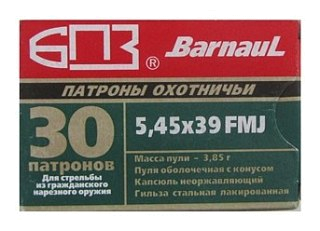 БПЗ ® Barnaul
ПАТРОНЫ ОХОТНИЧЬИ
30
ПАТРОНОВ
Для стрельбы из
гражданского
нарезного оружия
5,45x39 FMJ
Масса пули – 3,85 г
Пуля оболочечная с конусом
Капсюль неоржавляющий
Гильза стальная лакированная